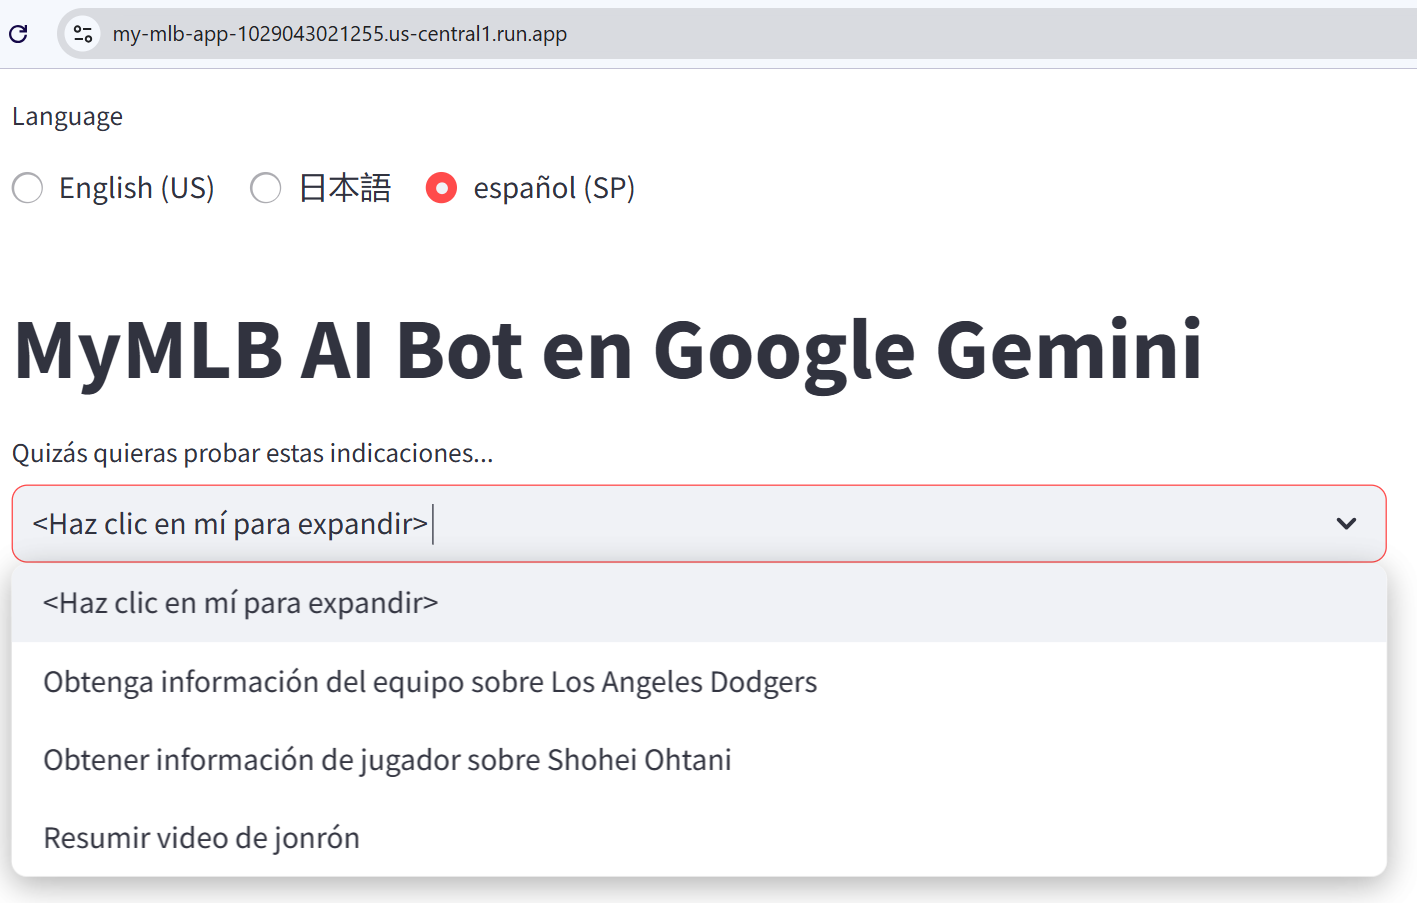 my-mlb-app-1029043021255.us-central1.run.app
Language
English (US) 日本語 español (SP)
MyMLB AI Bot en Google Gemini
Quizás quieras probar estas indicaciones...
<Haz clic en mí para expandir>
<Haz clic en mí para expandir>
Obtenga información del equipo sobre Los Angeles Dodgers
Obtener información de jugador sobre Shohei Ohtani
Resumir video de jonrón